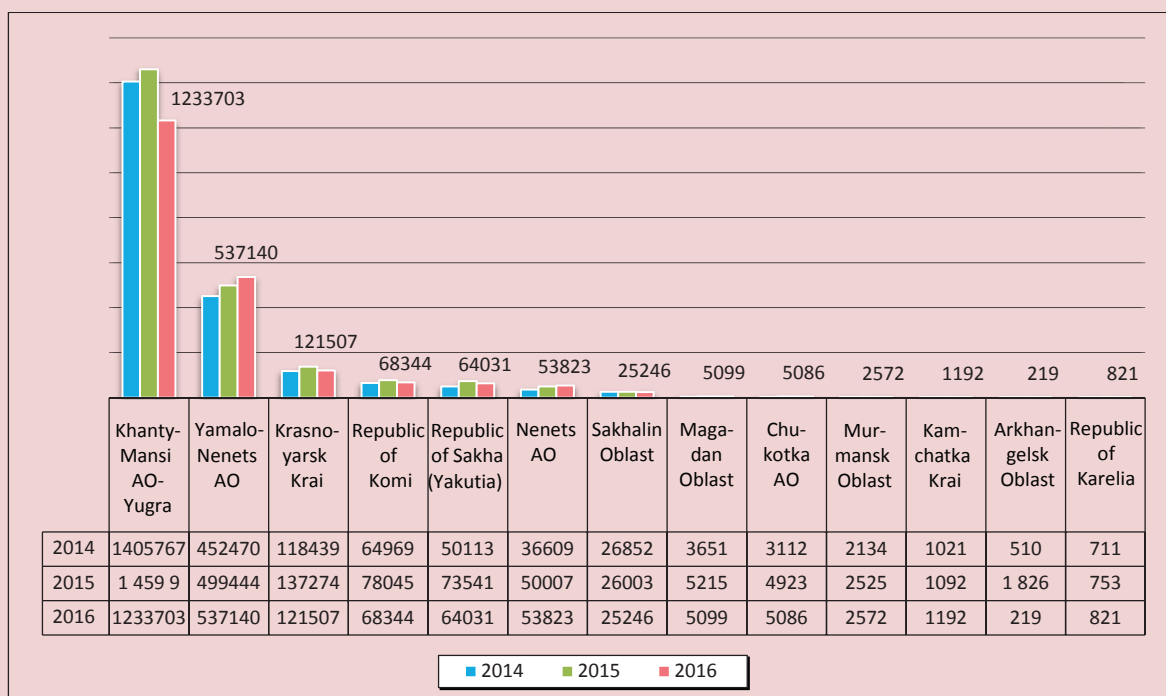 1233703
537140
121507
68344 64031 53823 25246 5099 5086 2572 1192 219 821
Khanty-
Mansi
AO-
Yugra
Yamalo-
Nenets
AO
Krasno-
yarsk
Krai
Republic
of
Komi
Republic
of Sakha
(Yakutia)
Nenets
AO
Sakhalin
Oblast
Maga-
dan
Oblast
Chu-
kotka
AO
Mur-
mansk
Oblast
Kam-
chatka
Krai
Arkhan-
gelsk
Oblast
Republic
of
Karelia
2014 1405767 452470 118439 64969 50113 36609 26852 3651 3112 2134 1021 510 711
2015 1 459 9 499444 137274 78045 73541 50007 26003 5215 4923 2525 1092 1 826 753
2016 1233703 537140 121507 68344 64031 53823 25246 5099 5086 2572 1192 219 821
2014 2015 2016